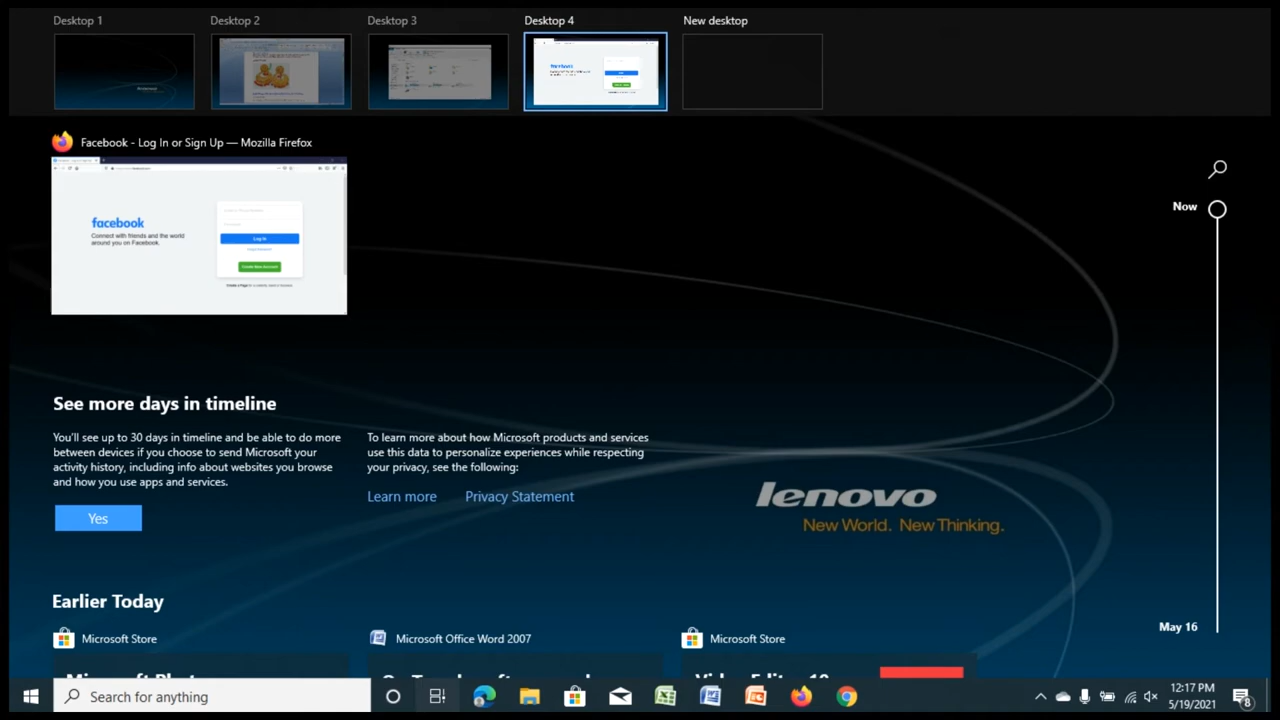 Desktop 1
Desktop 2
Desktop 3
Desktop 4
New desktop
Facebook - Log In or Sign Up — Mozilla Firefox
facebook
Connect with friends and the world
around you on Facebook.
Log In
Create New Account
Now
See more days in timeline
You'll see up to 30 days in timeline and be able to do more
between devices if you choose to send Microsoft your
activity history, including info about websites you browse
and how you use apps and services.
Yes
To learn more about how Microsoft products and services
use this data to personalize experiences while respecting
your privacy, see the following:
Learn more
Privacy Statement
lenovo
New World. New Thinking.
May 16
Earlier Today
Microsoft Store
Microsoft Office Word 2007
Microsoft Store
Search for anything
12:17 PM
5/19/2021
8